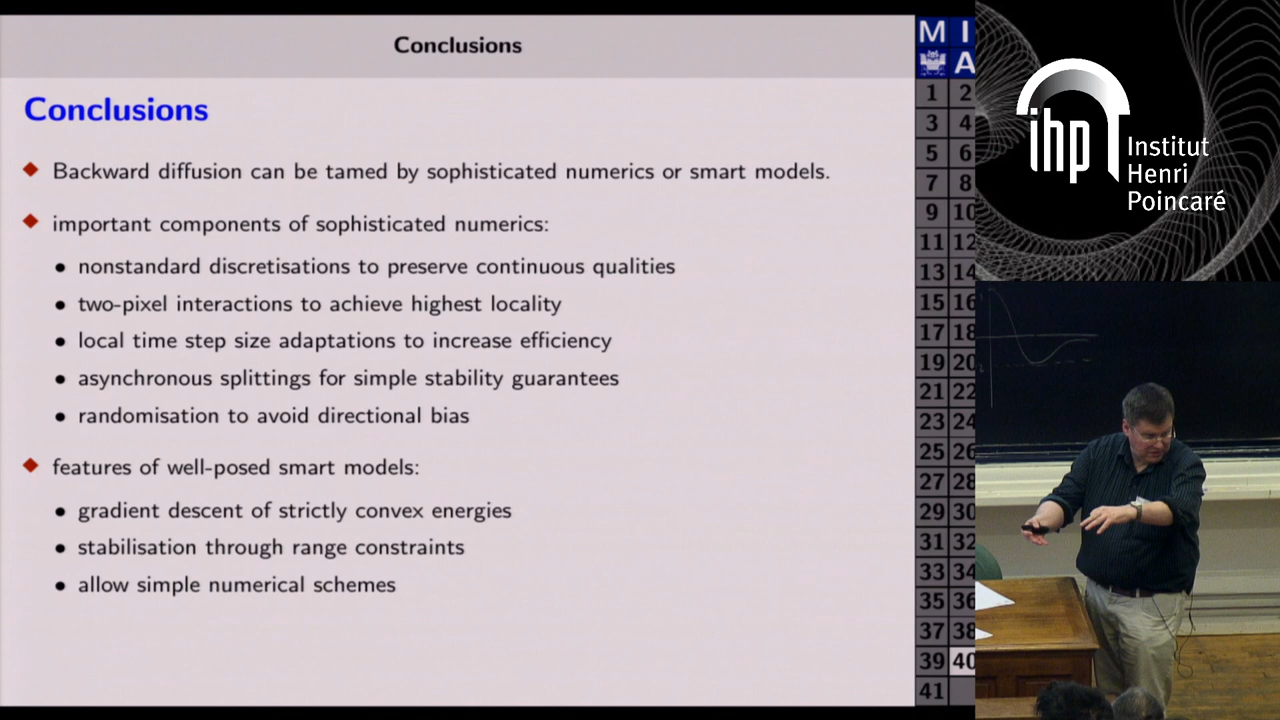 Conclusions
Conclusions
Backward diffusion can be tamed by sophisticated numerics or smart models.
important components of sophisticated numerics:
nonstandard discretisations to preserve continuous qualities
two-pixel interactions to achieve highest locality
local time step size adaptations to increase efficiency
asynchronous splittings for simple stability guarantees
randomisation to avoid directional bias
features of well-posed smart models:
gradient descent of strictly convex energies
stabilisation through range constraints
allow simple numerical schemes
M I
A
1 2
3 4
5 6
7 8
9 10
11 12
13 14
15 16
17 18
19 20
21 22
23 24
25 26
27 28
29 30
31 32
33 34
35 36
37 38
39 40
41
ihp
Institut
Henri
Poincaré